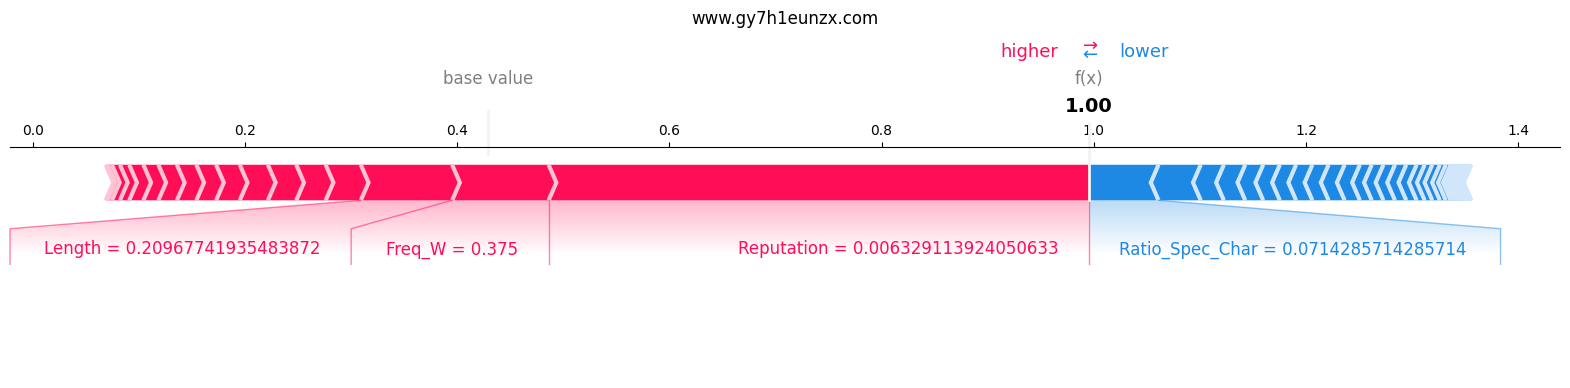 www.gy7h1eunzx.com
higher ⇄ lower
base value f(x)
1.00
0.0 0.2 0.4 0.6 0.8 1.0 1.2 1.4
Length = 0.20967741935483872 Freq_W = 0.375 Reputation = 0.006329113924050633 Ratio_Spec_Char = 0.0714285714285714